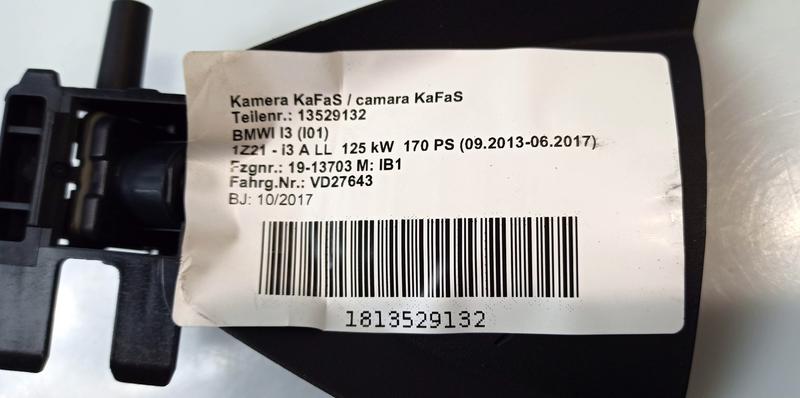 Kamera KaFaS / camara KaFaS
Teilenr.: 13529132
BMWI I3 (I01)
1Z21 - i3 A LL 125 kW 170 PS (09.2013-06.2017)
Fzgnr.: 19-13703 M: IB1
Fahrg.Nr.: VD27643
BJ: 10/2017
1813529132